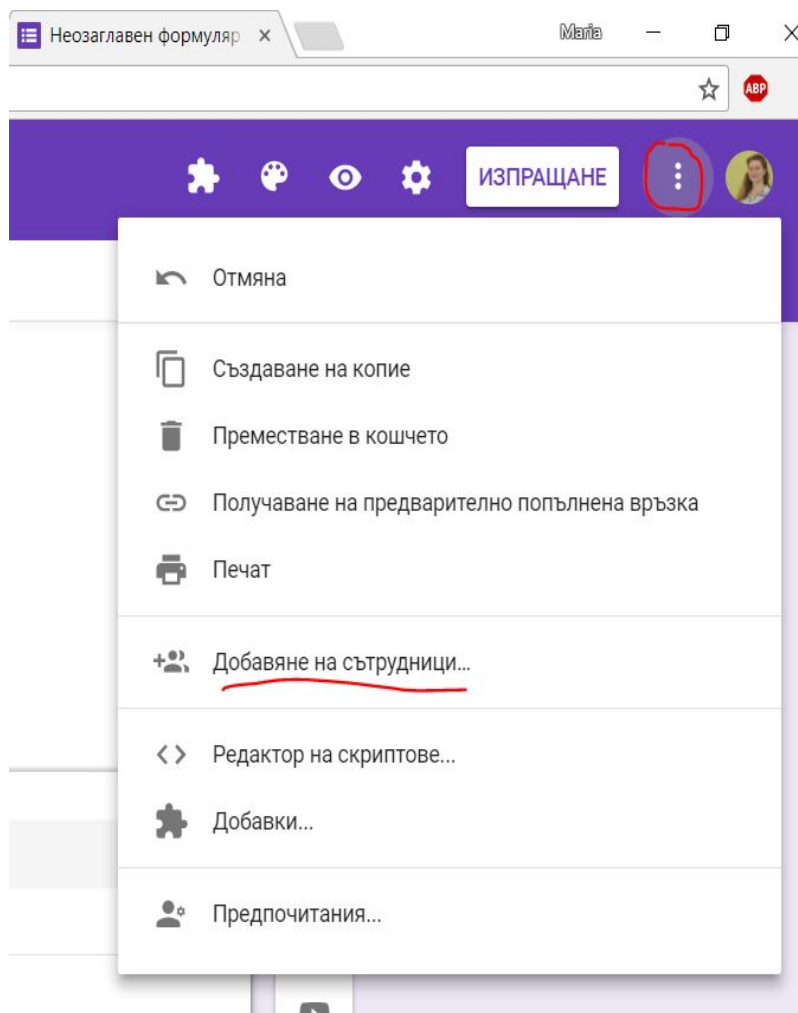 Неозаглавен формуляр
Maria
ABP
ИЗПРАЩАНЕ
Отмяна
Създаване на копие
Преместване в кошчето
Получаване на предварително попълнена връзка
Печат
Добавяне на сътрудници...
Редактор на скриптове...
Добавки...
Предпочитания...